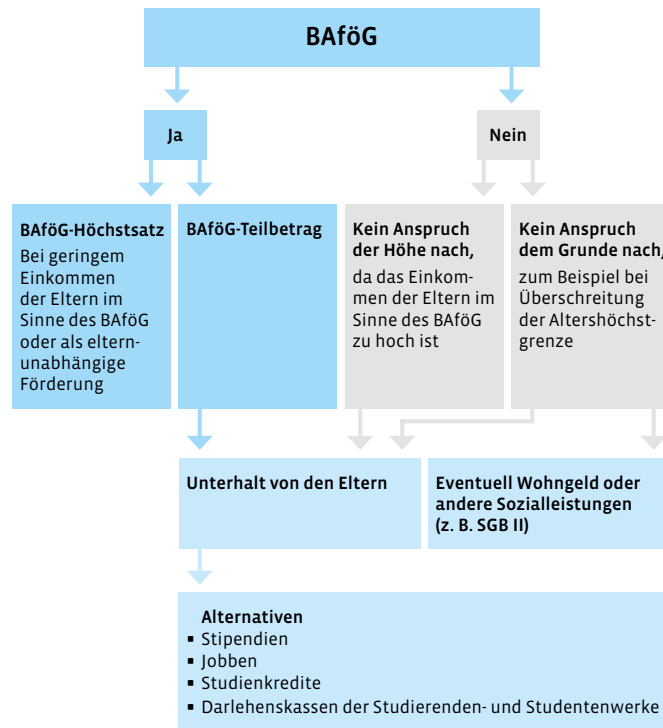 BAföG
Ja
Nein
BAföG-Höchstsatz
Bei geringem
Einkommen
der Eltern im
Sinne des BAföG
oder als eltern-
unabhängige
Förderung
BAföG-Teilbetrag
Kein Anspruch
der Höhe nach,
da das Einkom-
men der Eltern im
Sinne des BAföG
zu hoch ist
Kein Anspruch
dem Grunde nach,
zum Beispiel bei
Überschreitung
der Altershöchst-
grenze
Unterhalt von den Eltern
Eventuell Wohngeld oder
andere Sozialleistungen
(z. B. SGB II)
Alternativen
▪ Stipendien
▪ Jobben
▪ Studienkredite
▪ Darlehenskassen der Studierenden- und Studentenwerke